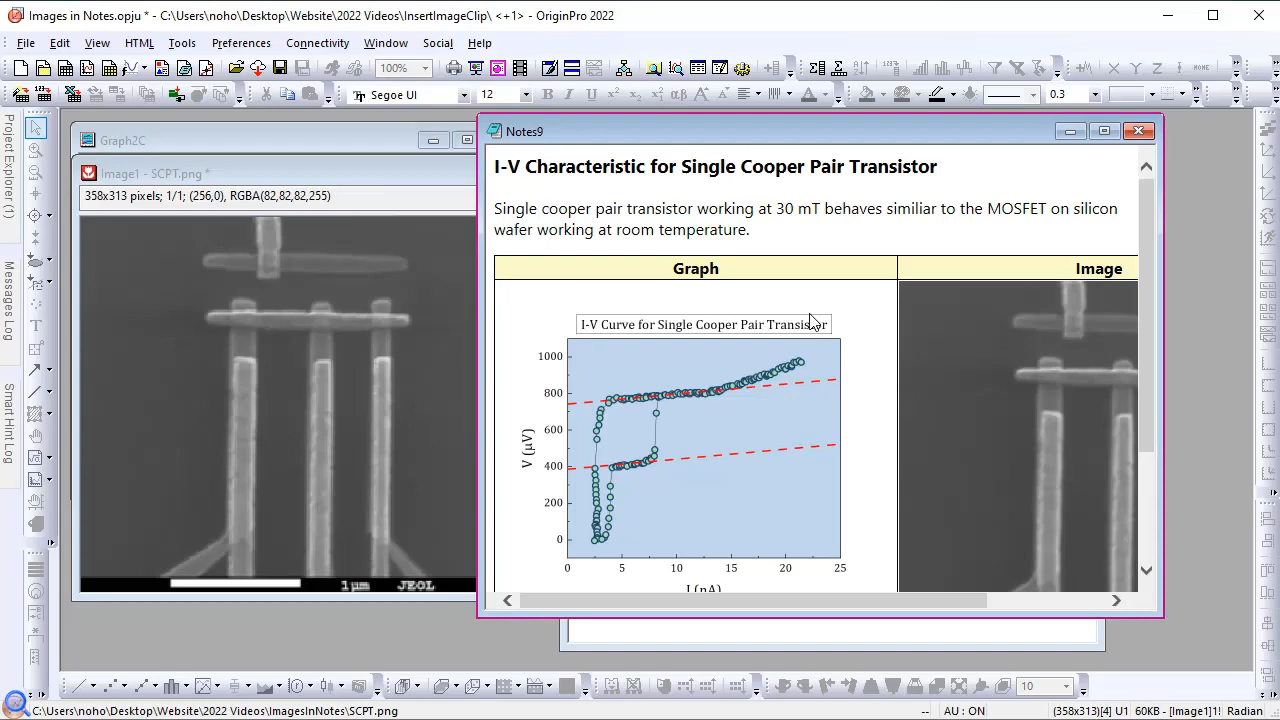 Images in Notes.opju * - C:\Users\noho\Desktop\Website\2022 Videos\InsertImageClip\ <+1> - OriginPro 2022
File Edit View HTML Tools Preferences Connectivity Window Social Help
100%
Segoe UI 12 0.3
Project Explorer (1)
Messages Log
Smart Hint Log
Graph2C
Image1 - SCPT.png *
358x313 pixels; 1/1; (256,0), RGBA(82,82,82,255)
1µm JEOL
Notes9
I-V Characteristic for Single Cooper Pair Transistor
Single cooper pair transistor working at 30 mT behaves similiar to the MOSFET on silicon
wafer working at room temperature.
Graph Image
I-V Curve for Single Cooper Pair Transistor
1000
800
600
400
200
0
V (µV)
0 5 10 15 20 25
I (nA)
10
C:\Users\noho\Desktop\Website\2022 Videos\ImagesInNotes\SCPT.png -- AU : ON (358x313)[4] U1 60KB - [Image1]1! Radian